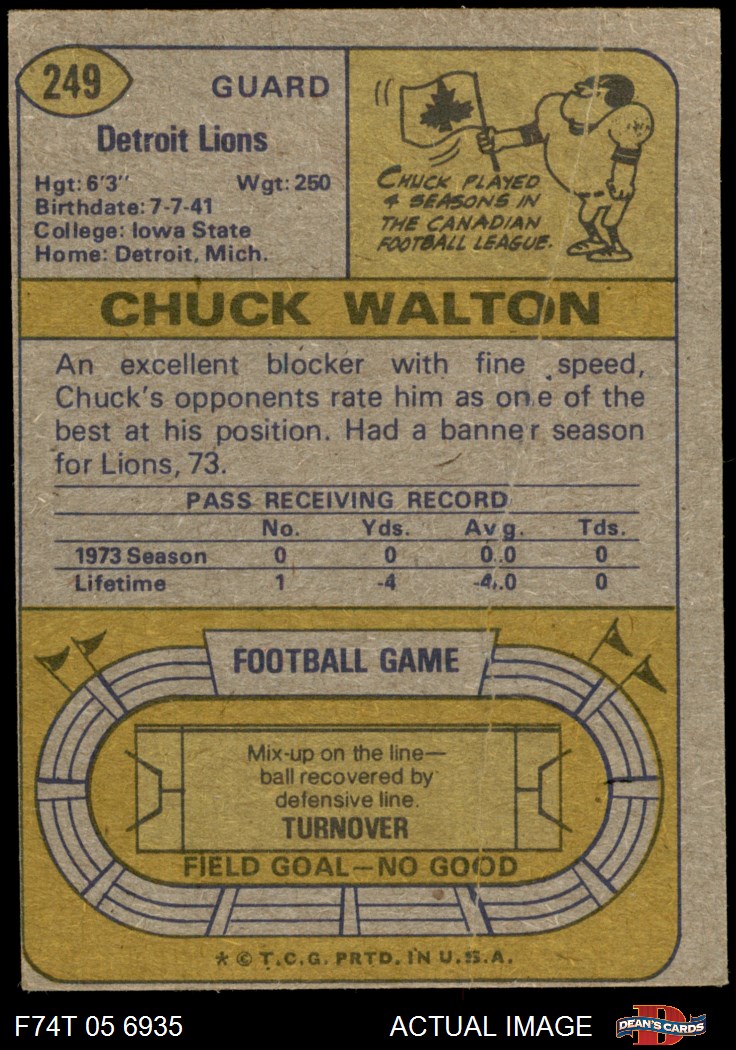 249
GUARD
Detroit Lions
Hgt: 6'3" Wgt: 250
Birthdate: 7-7-41
College: Iowa State
Home: Detroit, Mich.
CHUCK PLAYED
4 SEASONS IN
THE CANADIAN
FOOTBALL LEAGUE.
CHUCK WALTON
An excellent blocker with fine speed,
Chuck's opponents rate him as one of the
best at his position. Had a banner season
for Lions, 73.
PASS RECEIVING RECORD
No. Yds. Avg. Tds.
1973 Season 0 0 0.0 0
Lifetime 1 -4 -4.0 0
FOOTBALL GAME
Mix-up on the line—
ball recovered by
defensive line.
TURNOVER
FIELD GOAL—NO GOOD
* © T.C.G. PRTD. IN U.S.A.
F74T 05 6935 ACTUAL IMAGE
D
DEAN'S CARDS